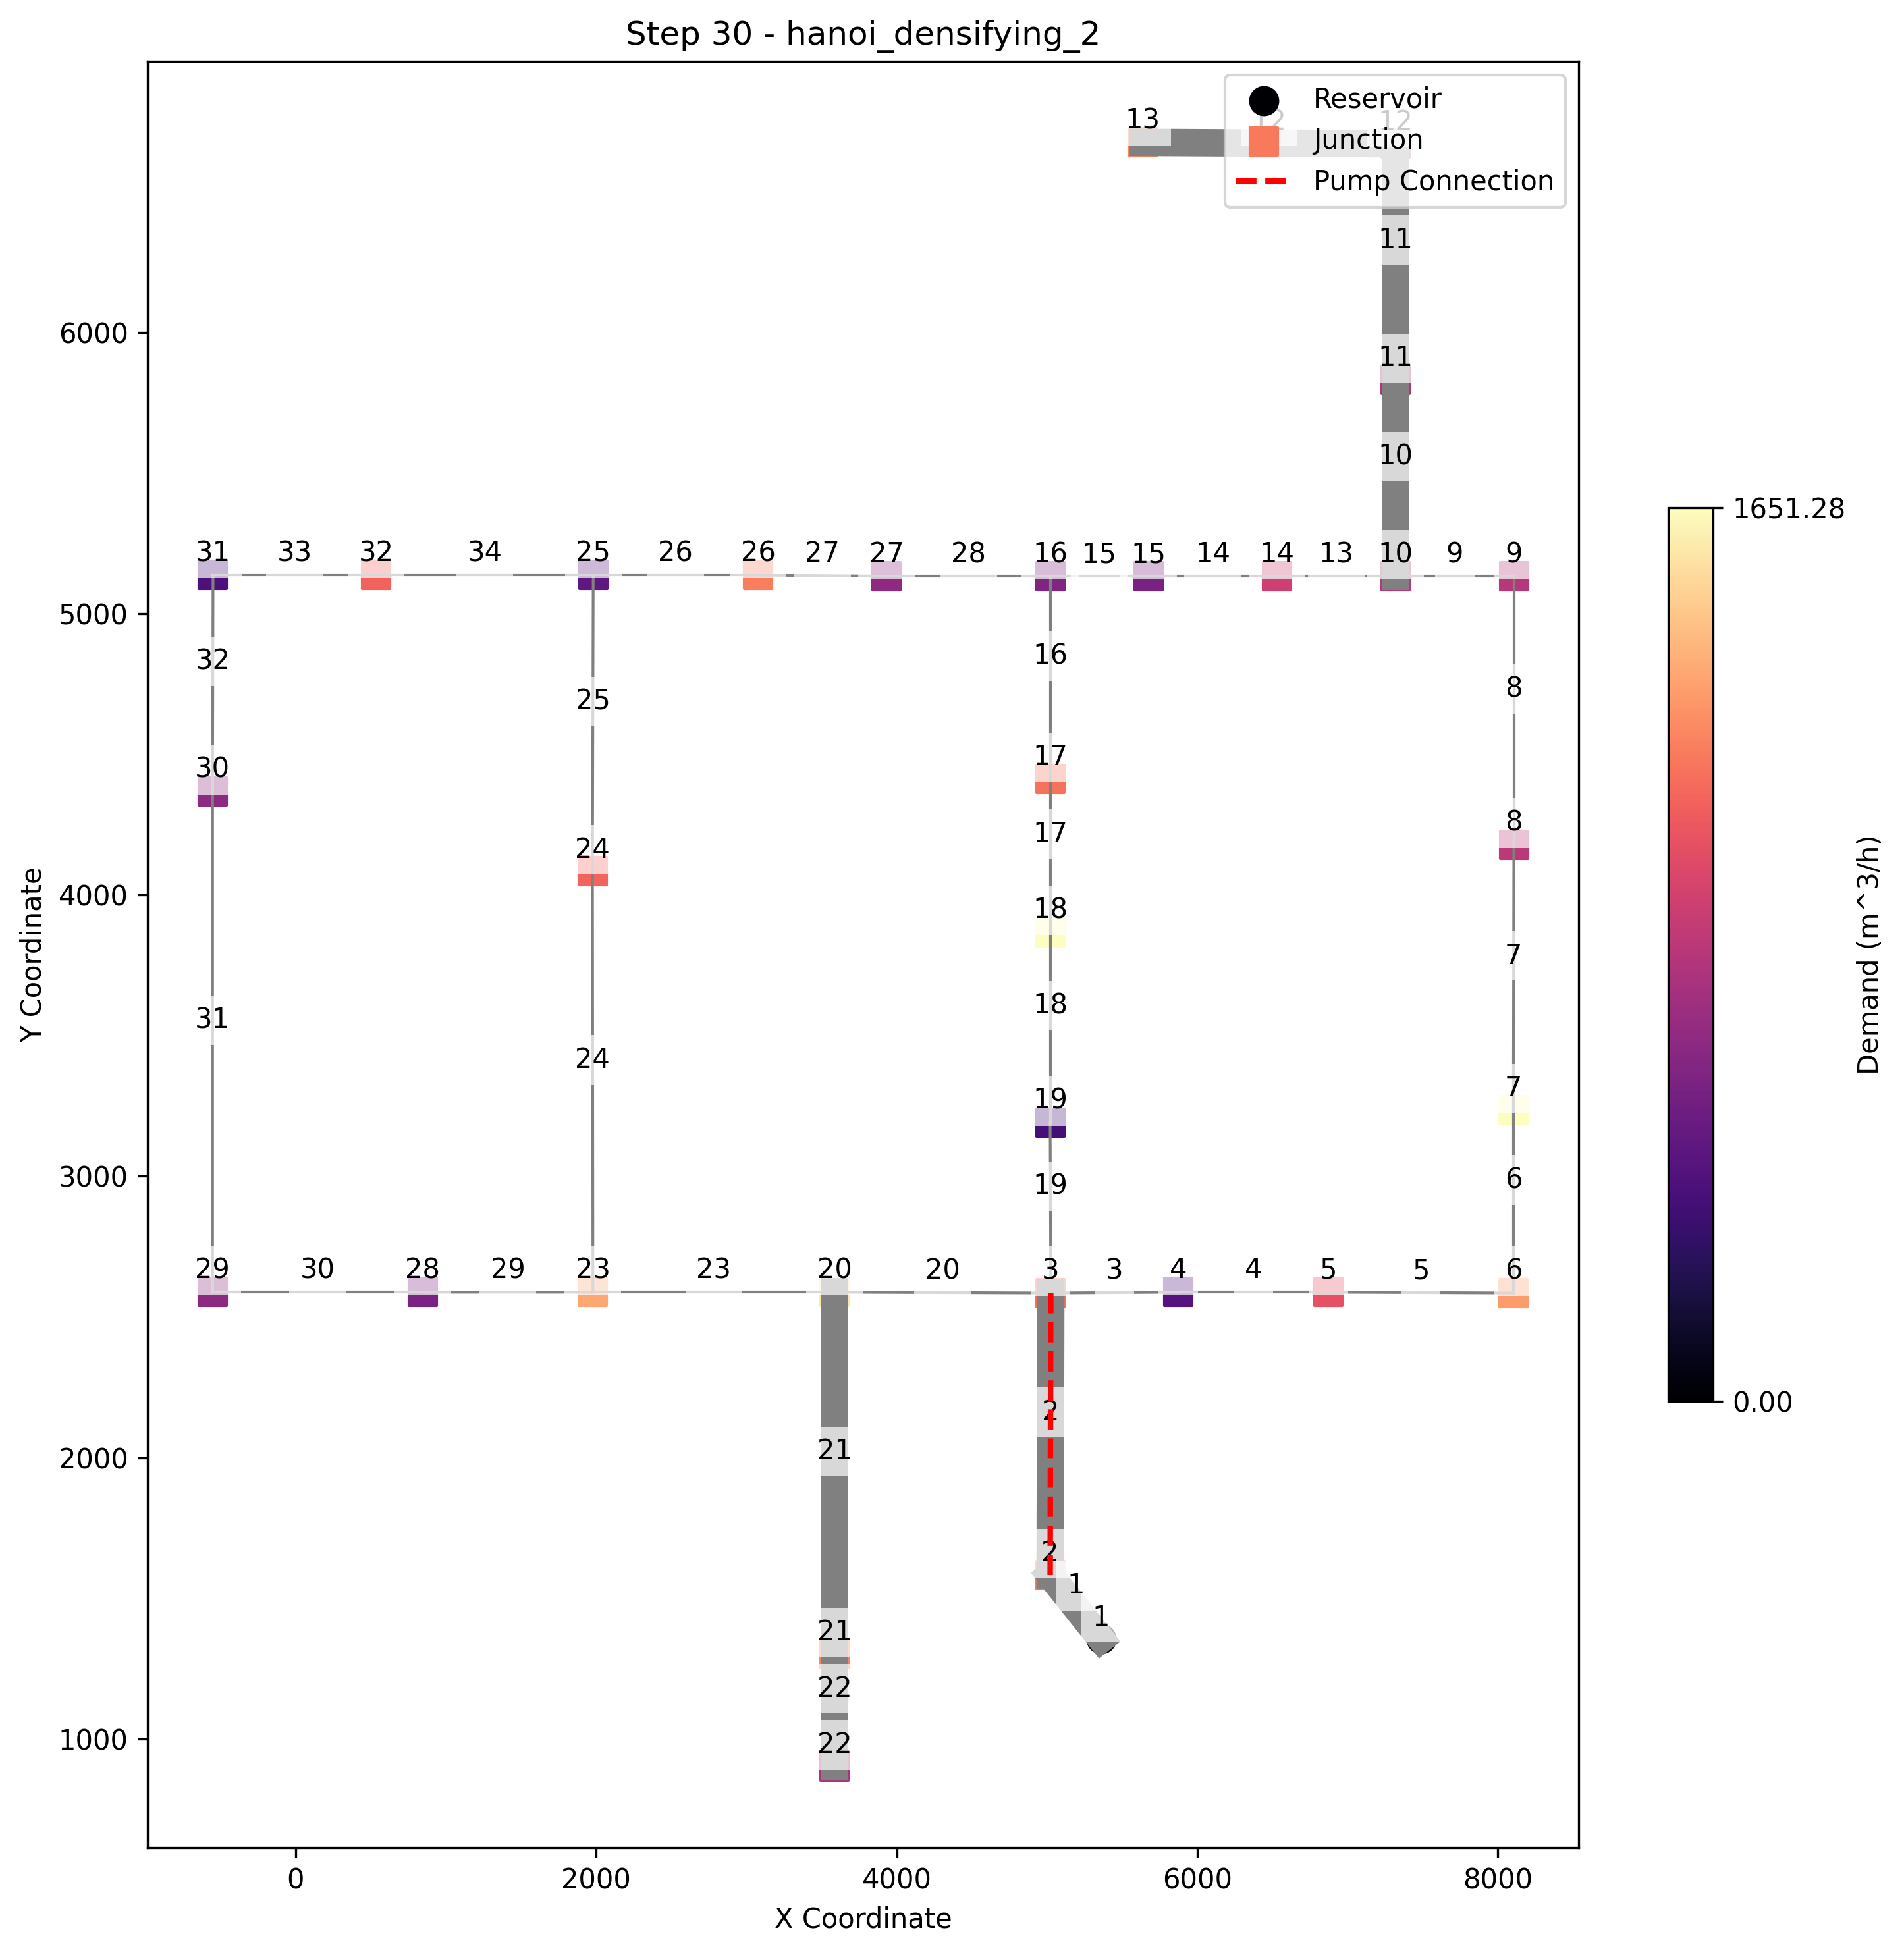 Step 30 - hanoi_densifying_2
Reservoir
Junction
Pump Connection
13 12 12
11
11
10
31 33 32 34 25 26 26 27 27 28 16 15 15 14 14 13 10 9 9
32 25 16 8
30 24 17 8
17
18
31 24 18 7
19 7
19 6
29 30 28 29 23 23 20 20 3 3 4 4 5 5 6
2
21
2
1
21 1
22
22
6000
5000
4000
3000
2000
1000
0 2000 4000 6000 8000
X Coordinate
Y Coordinate
1651.28
0.00
Demand (m^3/h)